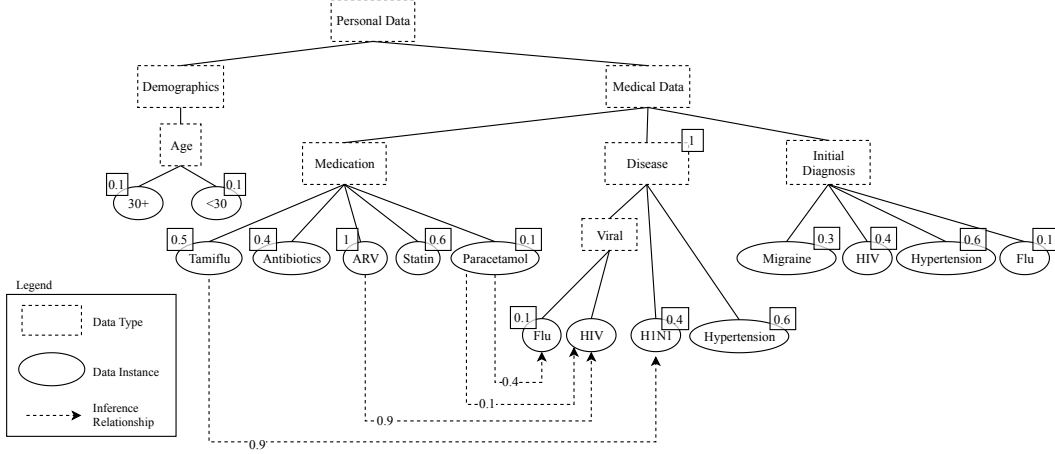 Personal Data
Demographics
Medical Data
Age
Medication
Disease
1
Initial
Diagnosis
0.1
30+
0.1
<30
Viral
0.5
Tamiflu
0.4
Antibiotics
1
ARV
0.6
Statin
0.1
Paracetamol
0.3
Migraine
0.4
HIV
0.6
Hypertension
0.1
Flu
Legend
Data Type
Data Instance
Inference
Relationship
0.1
Flu
HIV
0.4
H1N1
0.6
Hypertension
0.4
0.1
0.9
0.9